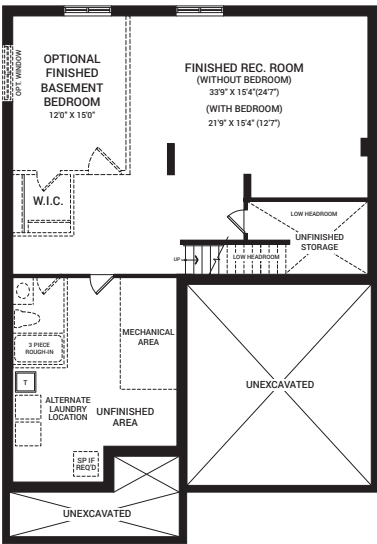 OPT. WINDOW
OPTIONAL
FINISHED
BASEMENT
BEDROOM
12'0" X 15'0"
FINISHED REC. ROOM
(WITHOUT BEDROOM)
33'9" X 15'4"(24'7")
(WITH BEDROOM)
21'9" X 15'4" (12'7")
W.I.C.
LOW HEADROOM
UNFINISHED
STORAGE
UP
LOW HEADROOM
3 PIECE
ROUGH-IN
MECHANICAL
AREA
T
ALTERNATE
LAUNDRY
LOCATION
UNFINISHED
AREA
UNEXCAVATED
SP IF
REQ'D
UNEXCAVATED